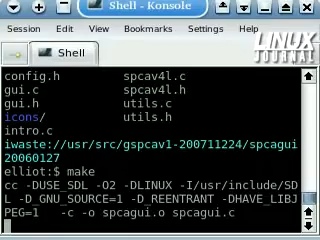 Shell - Konsole
Session Edit View Bookmarks Settings Help
LINUX
JOURNAL
Shell
config.h spcav4l.c
gui.c spcav4l.h
gui.h utils.c
icons/ utils.h
intro.c
iwaste://usr/src/gspcav1-200711224/spcagui
20060127
elliot:$ make
cc -DUSE_SDL -O2 -DLINUX -I/usr/include/SD
L -D_GNU_SOURCE=1 -D_REENTRANT -DHAVE_LIBJ
PEG=1 -c -o spcagui.o spcagui.c